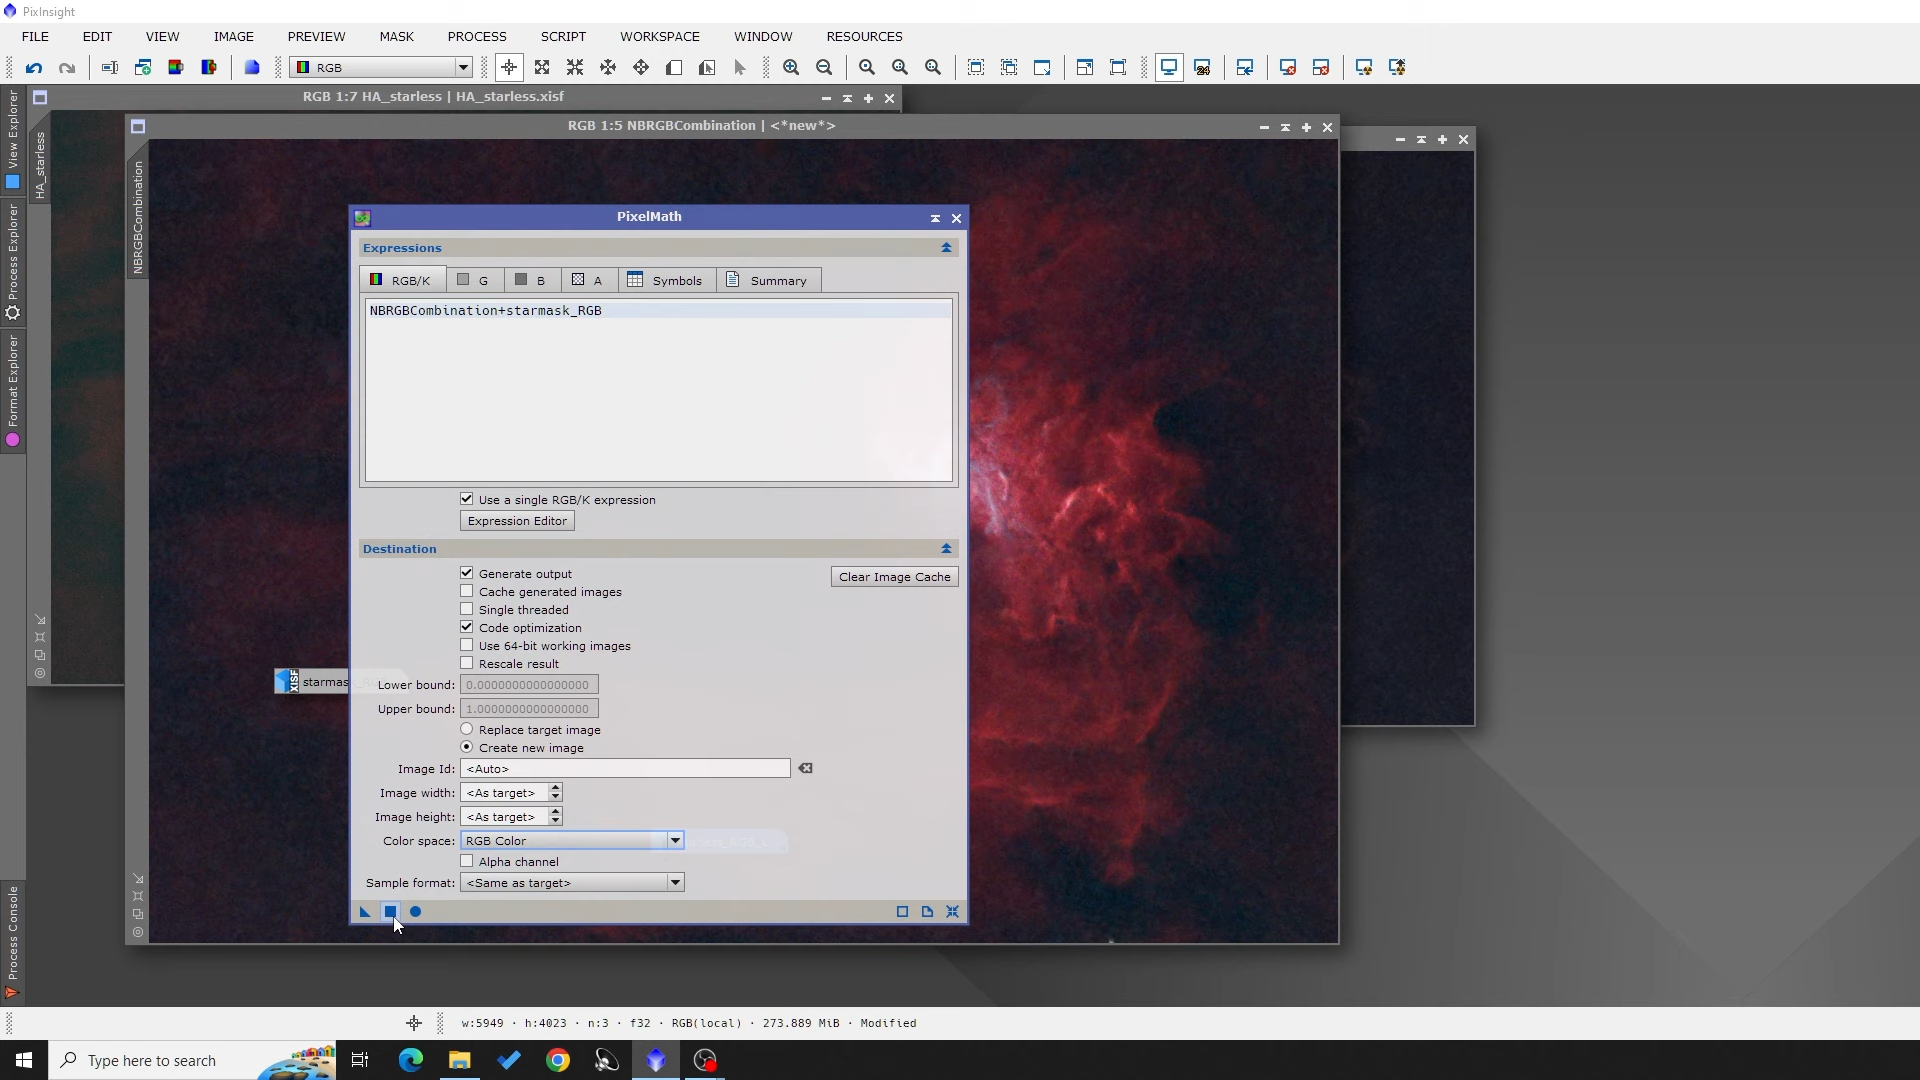 PixInsight
FILE EDIT VIEW IMAGE PREVIEW MASK PROCESS SCRIPT WORKSPACE WINDOW RESOURCES
RGB
24
RGB 1:7 HA_starless | HA_starless.xisf
RGB 1:5 NBRGBCombination | <*new*>
View Explorer
Process Explorer
Format Explorer
Process Console
HA_starless
NBRGBCombination
PixelMath
Expressions
RGB/K G B A Symbols Summary
NBRGBCombination+starmask_RGB
Use a single RGB/K expression
Expression Editor
Destination
Generate output
Clear Image Cache
Cache generated images
Single threaded
Code optimization
Use 64-bit working images
Rescale result
XISF
Lower bound: 0.0000000000000000
Upper bound: 1.0000000000000000
Replace target image
Create new image
Image Id: <Auto>
Image width: <As target>
Image height: <As target>
Color space: RGB Color
Alpha channel
Sample format: <Same as target>
w:5949 · h:4023 · n:3 · f32 · RGB(local) · 273.889 MiB · Modified
Type here to search